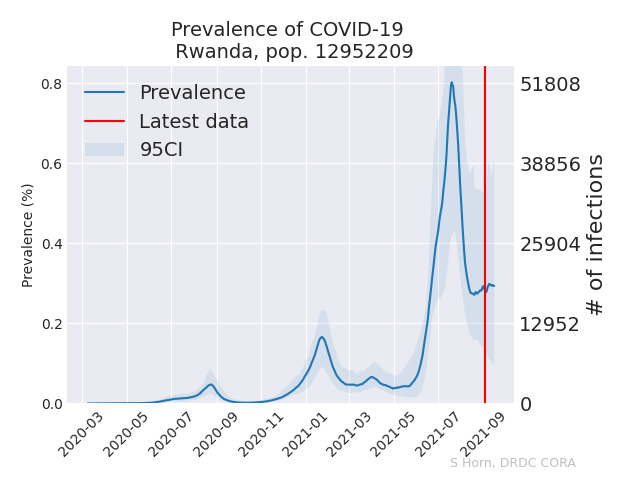 Prevalence of COVID-19
Rwanda, pop. 12952209
Prevalence
Latest data
95CI
Prevalence (%)
0.8
0.6
0.4
0.2
0.0
51808
38856
25904
12952
0
# of infections
2020-03
2020-05
2020-07
2020-09
2020-11
2021-01
2021-03
2021-05
2021-07
2021-09
S Horn, DRDC CORA